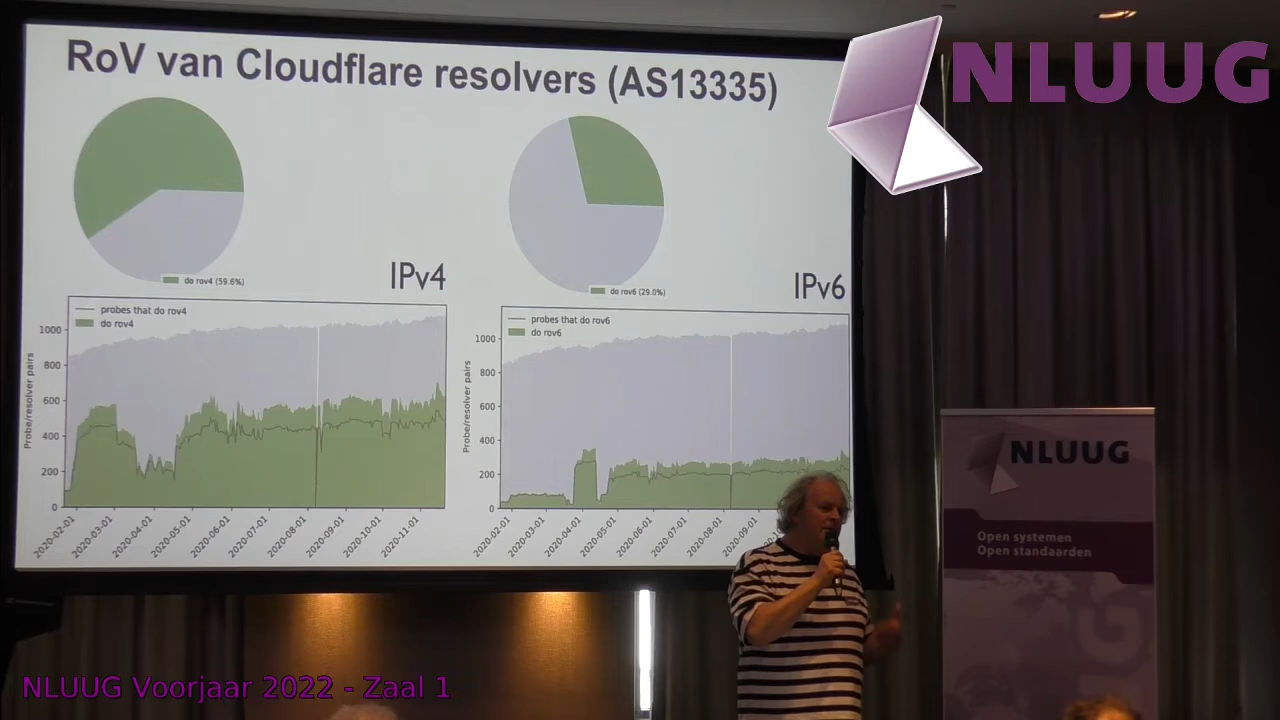 RoV van Cloudflare resolvers (AS13335)
NLUUG
do rov4 (59.6%)
IPv4
do rov6 (29.0%)
IPv6
probes that do rov4
do rov4
Probe/resolver pairs
1000
800
600
400
200
0
2020-02-01
2020-03-01
2020-04-01
2020-05-01
2020-06-01
2020-07-01
2020-08-01
2020-09-01
2020-10-01
2020-11-01
probes that do rov6
do rov6
Probe/resolver pairs
1000
800
600
400
200
0
2020-02-01
2020-03-01
2020-04-01
2020-05-01
2020-06-01
2020-07-01
2020-08-01
2020-09-01
NLUUG
Open systemen
Open standaarden
NLUUG Voorjaar 2022 - Zaal 1